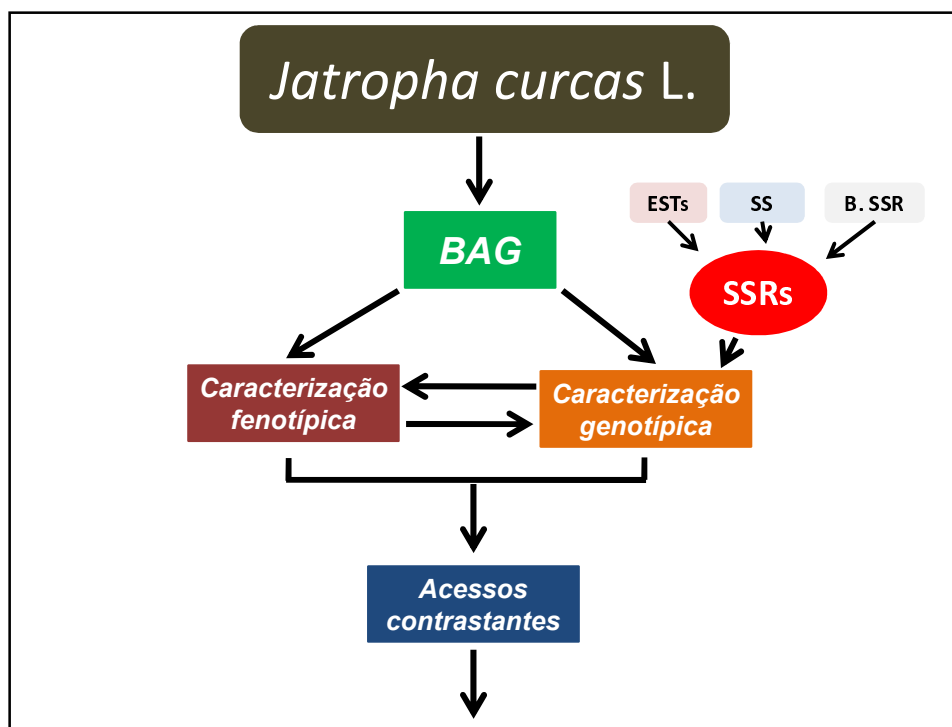 Jatropha curcas L.
ESTs
SS
B. SSR
BAG
SSRs
Caracterização
fenotípica
Caracterização
genotípica
Acessos
contrastantes